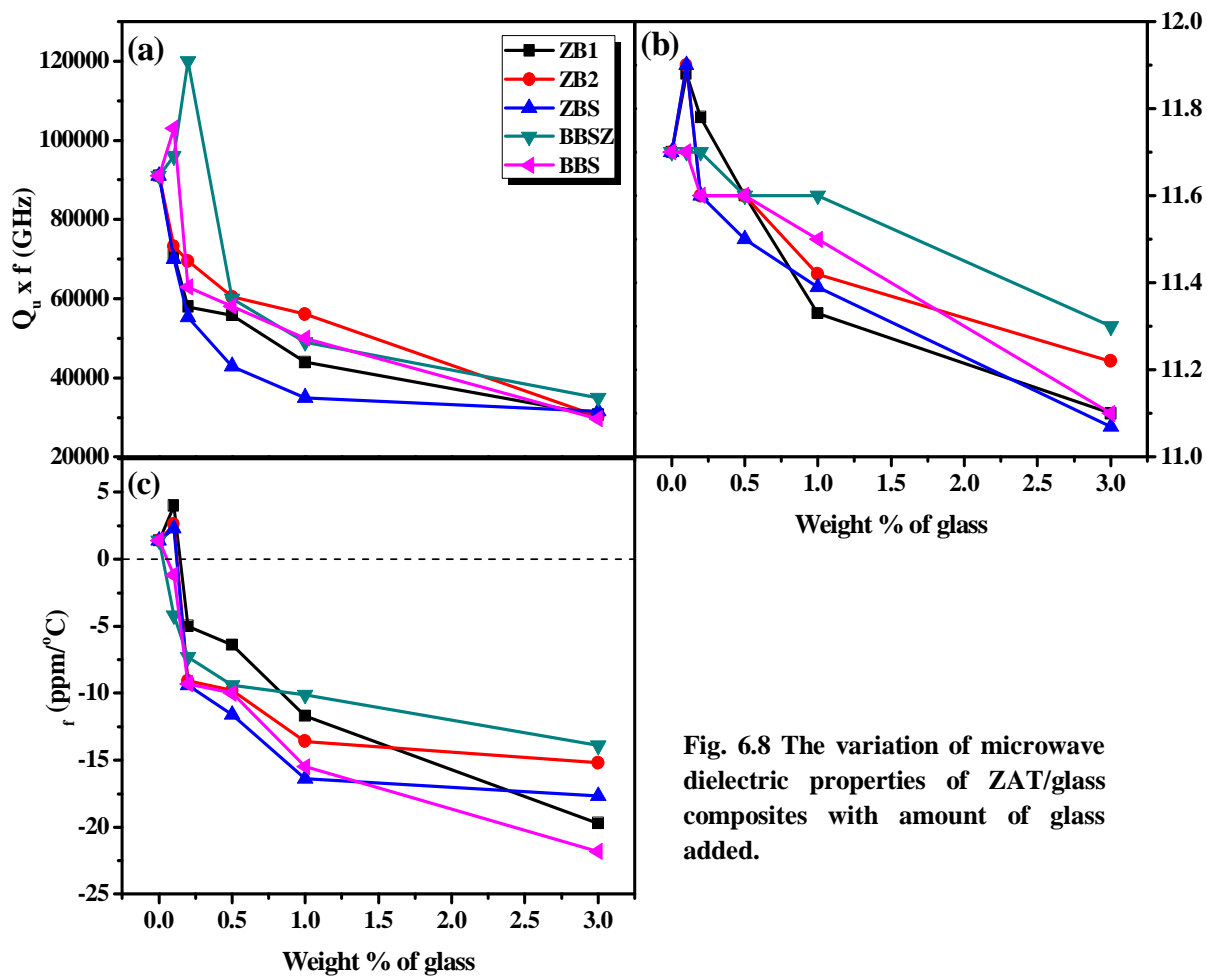 (a)
ZB1
ZB2
ZBS
BBSZ
BBS
120000
100000
80000
60000
40000
20000
Qu x f (GHz)
(b)
12.0
11.8
11.6
11.4
11.2
11.0
0.0 0.5 1.0 1.5 2.0 2.5 3.0
Weight % of glass
(c)
5
0
-5
-10
-15
-20
-25
f (ppm/oC)
0.0 0.5 1.0 1.5 2.0 2.5 3.0
Weight % of glass
Fig. 6.8 The variation of microwave
dielectric properties of ZAT/glass
composites with amount of glass
added.